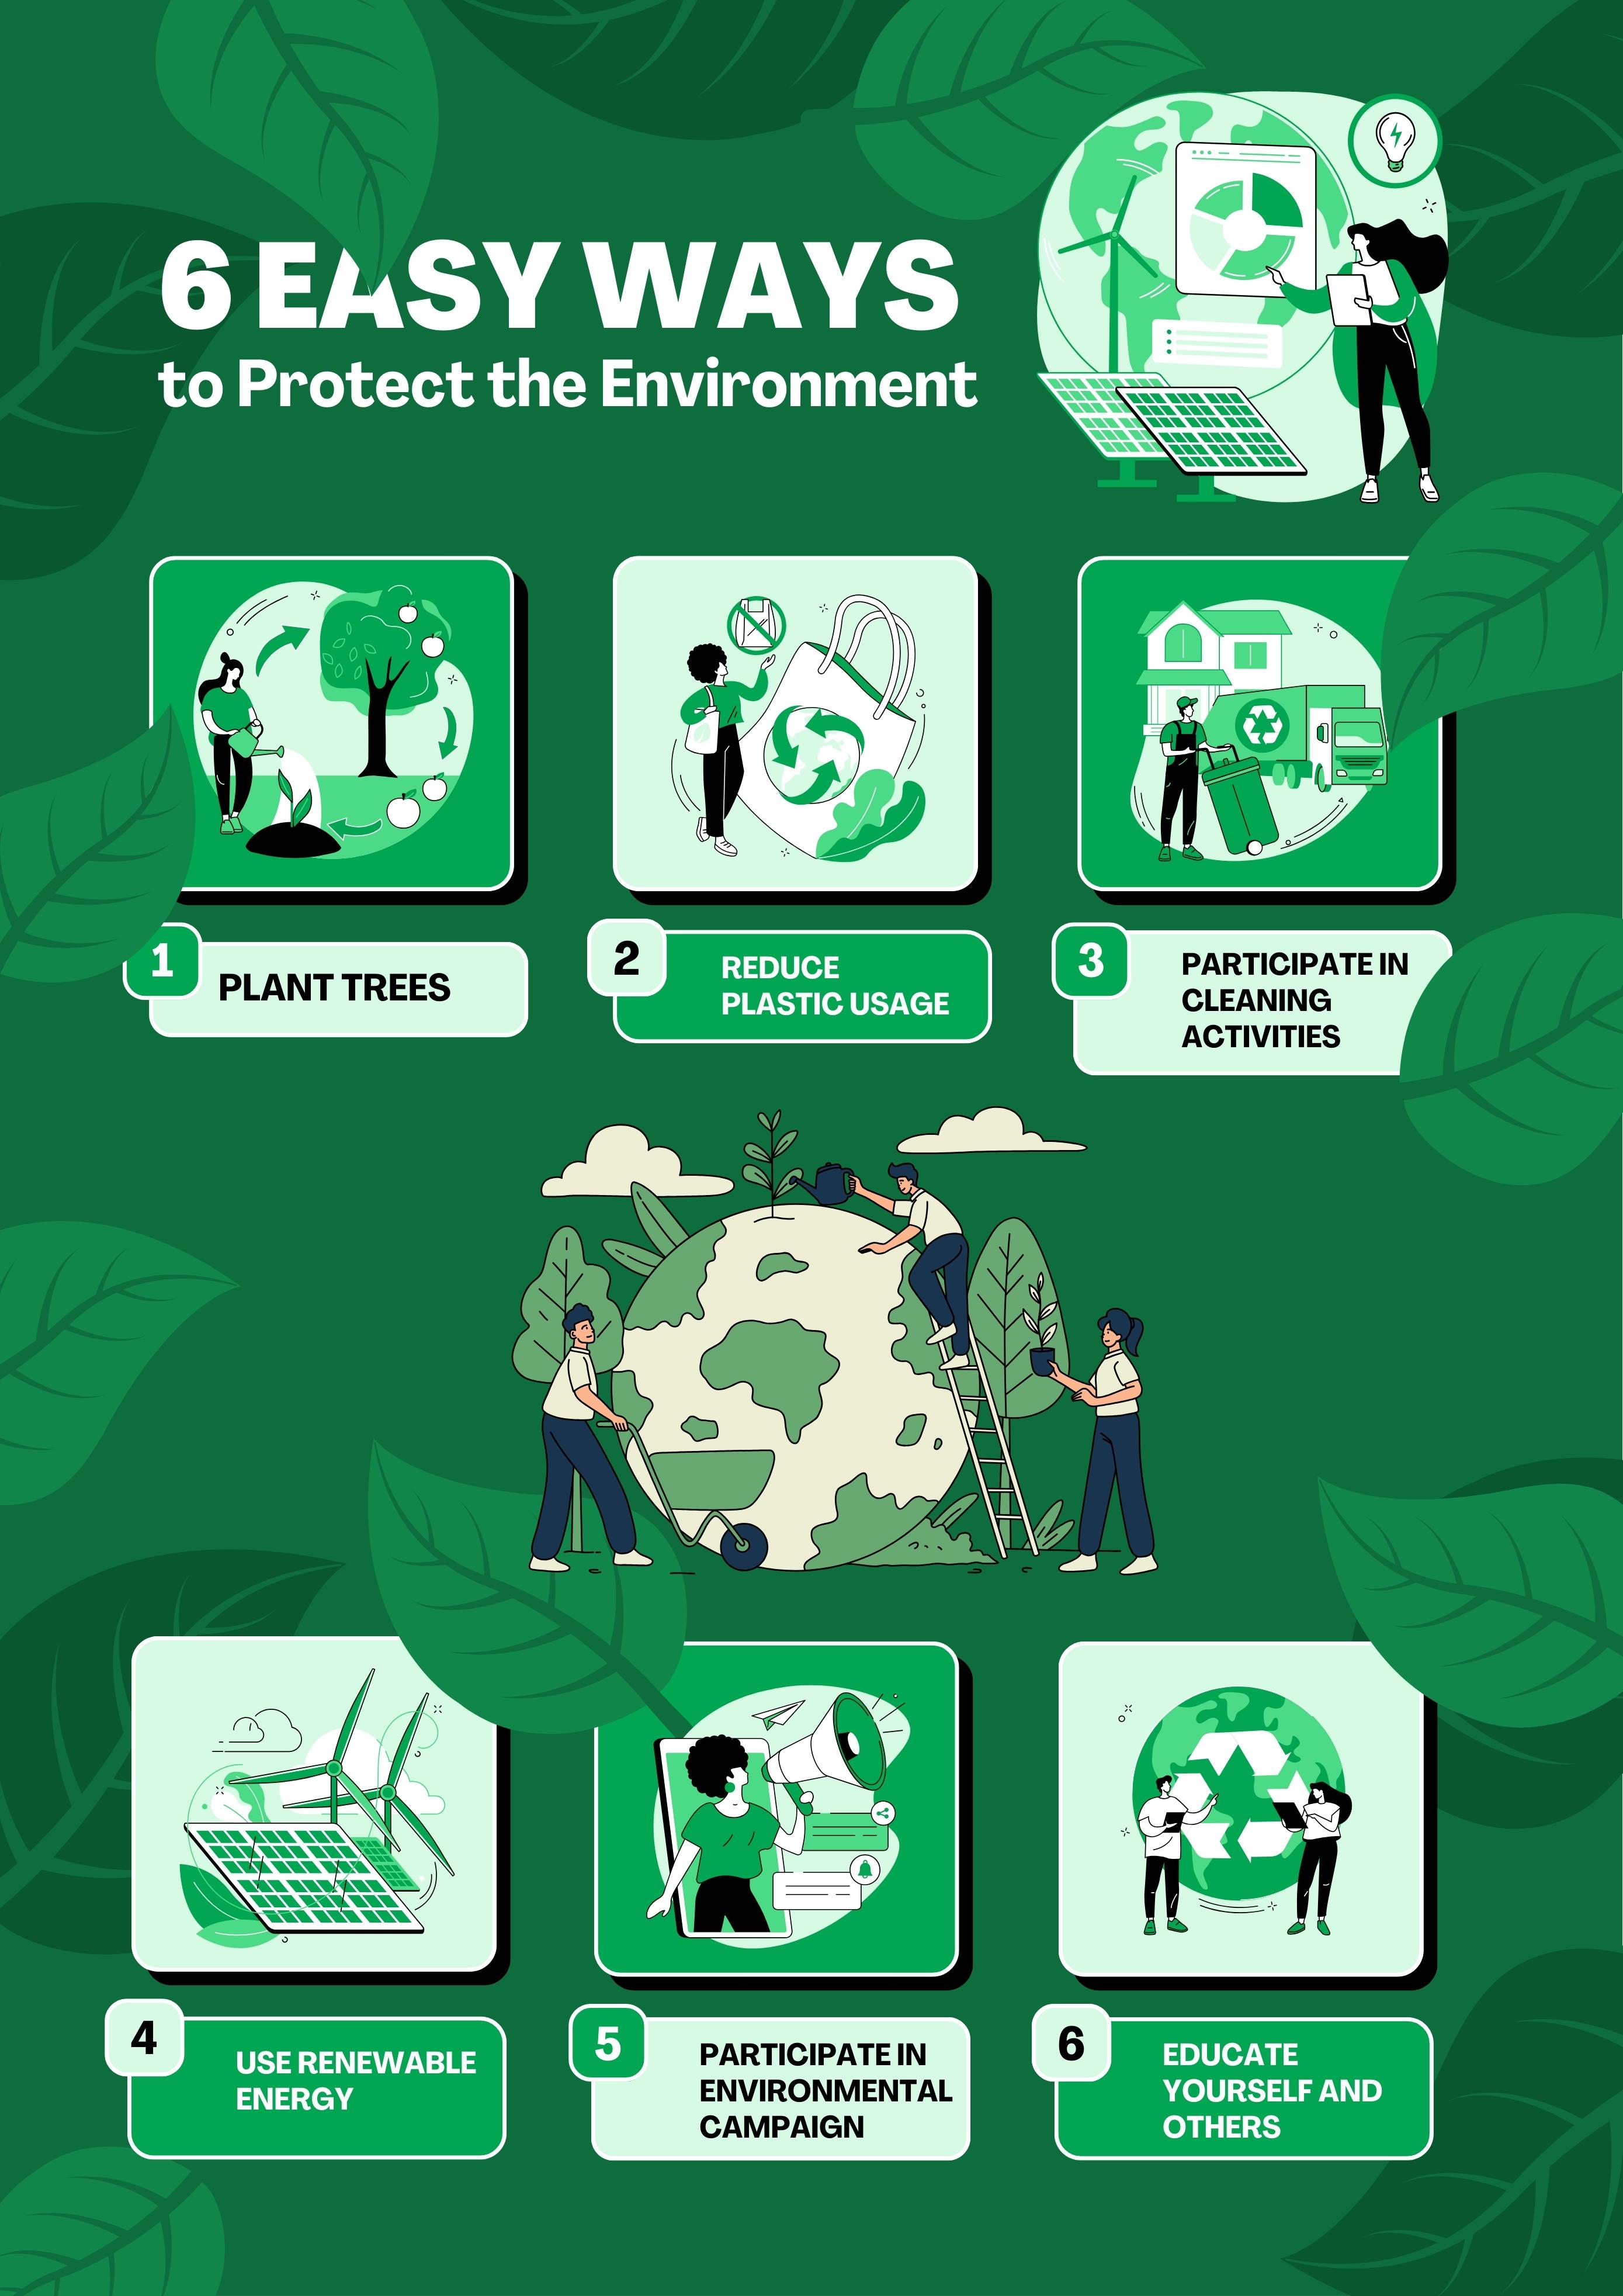 6 EASY WAYS
to Protect the Environment
1
PLANT TREES
2
REDUCE
PLASTIC USAGE
3
PARTICIPATE IN
CLEANING
ACTIVITIES
4
USE RENEWABLE
ENERGY
5
PARTICIPATE IN
ENVIRONMENTAL
CAMPAIGN
6
EDUCATE
YOURSELF AND
OTHERS